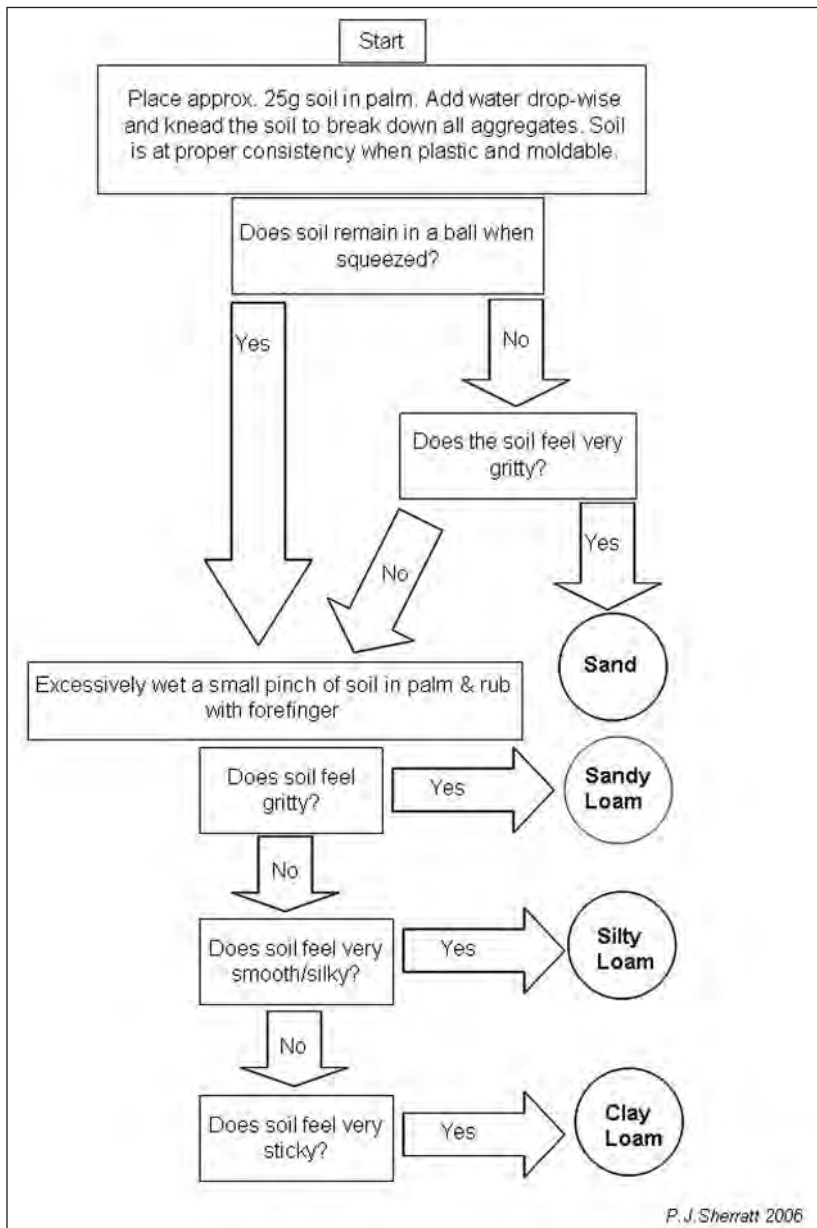 Start
Place approx. 25g soil in palm. Add water drop-wise
and knead the soil to break down all aggregates. Soil
is at proper consistency when plastic and moldable.
Does soil remain in a ball when
squeezed?
Yes
No
Does the soil feel very
gritty?
No
Yes
Sand
Excessively wet a small pinch of soil in palm & rub
with forefinger
Does soil feel
gritty?
Yes
Sandy
Loam
No
Does soil feel very
smooth/silky?
Yes
Silty
Loam
No
Does soil feel very
sticky?
Yes
Clay
Loam
P.J.Sherratt 2006